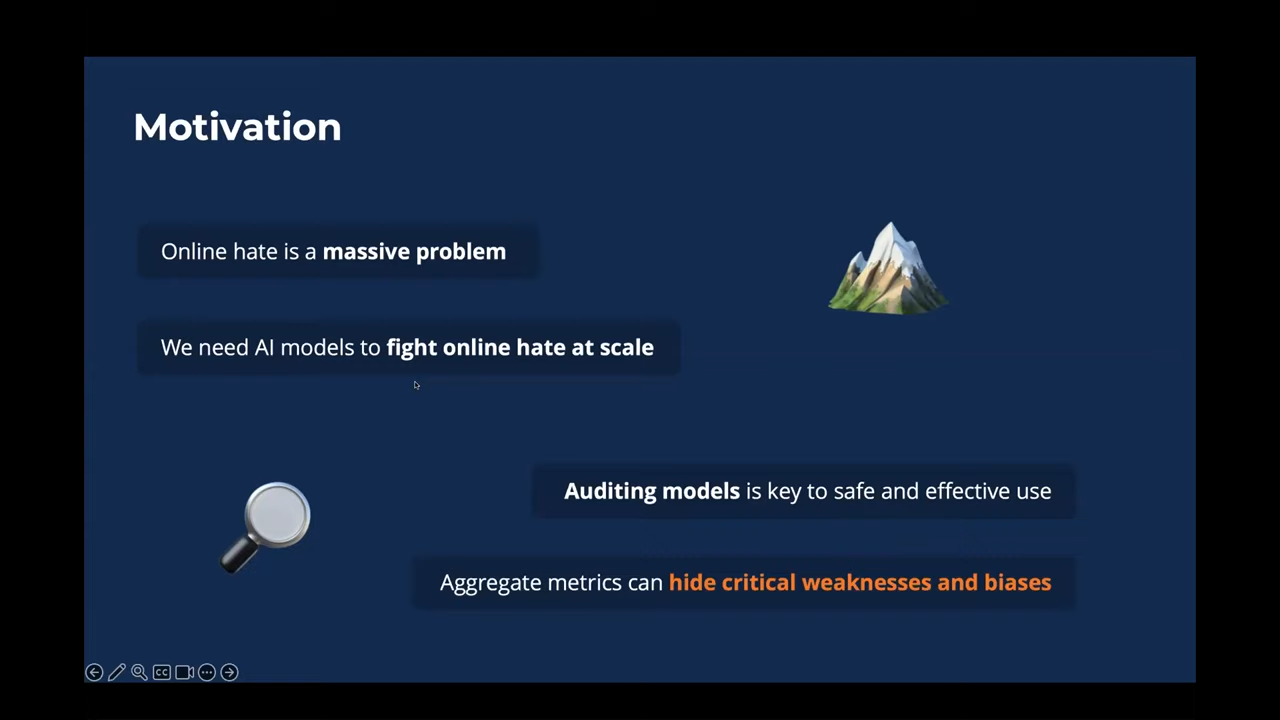 Motivation
Online hate is a massive problem
We need AI models to fight online hate at scale
Auditing models is key to safe and effective use
Aggregate metrics can hide critical weaknesses and biases
CC